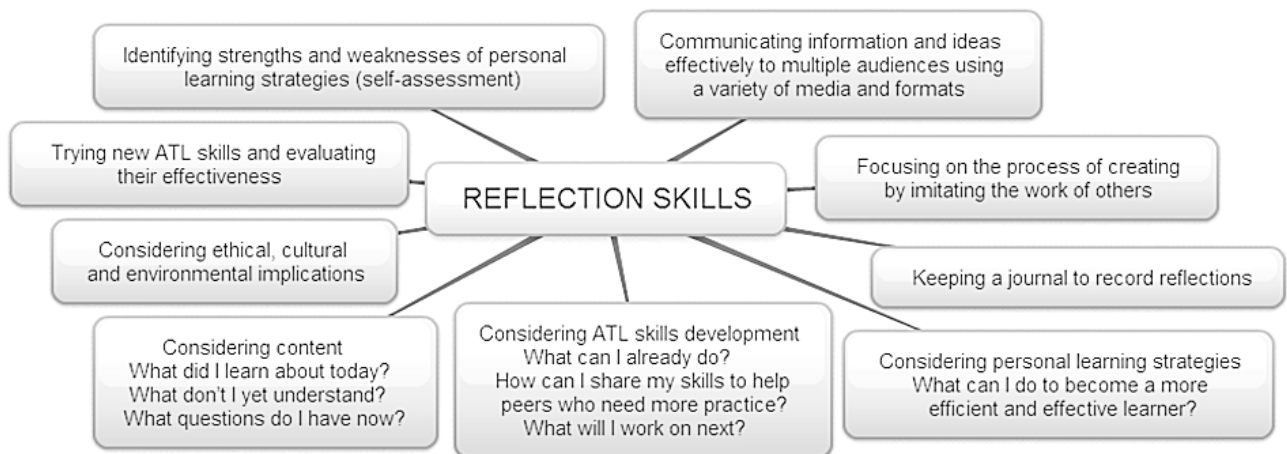 Identifying strengths and weaknesses of personal
learning strategies (self-assessment)
Communicating information and ideas
effectively to multiple audiences using
a variety of media and formats
Trying new ATL skills and evaluating
their effectiveness
REFLECTION SKILLS
Focusing on the process of creating
by imitating the work of others
Considering ethical, cultural
and environmental implications
Keeping a journal to record reflections
Considering content
What did I learn about today?
What don't I yet understand?
What questions do I have now?
Considering ATL skills development
What can I already do?
How can I share my skills to help
peers who need more practice?
What will I work on next?
Considering personal learning strategies
What can I do to become a more
efficient and effective learner?